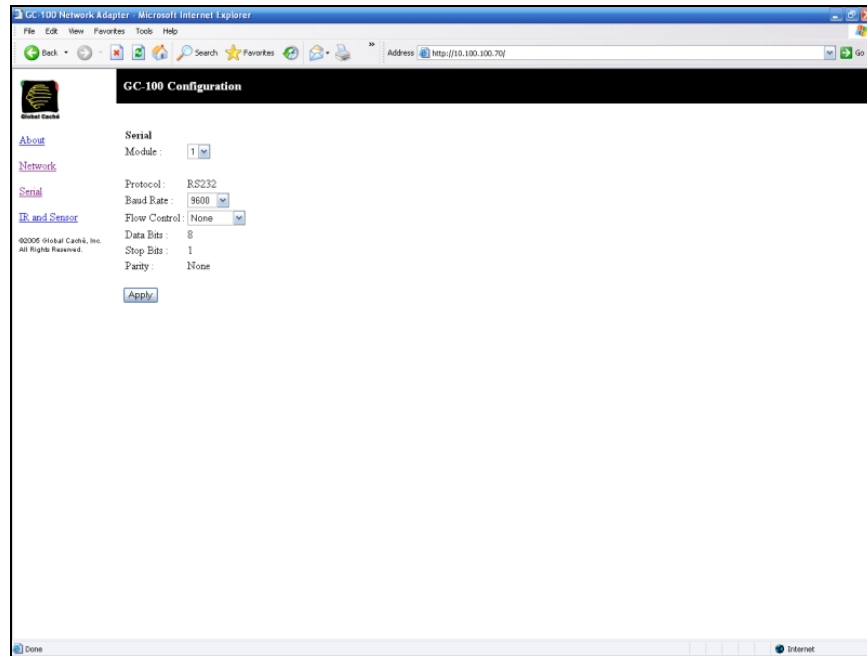 GC-100 Network Adapter - Microsoft Internet Explorer
File Edit View Favorites Tools Help
Back Search Favorites » Address http://10.100.100.70/ Go
Global Caché
GC-100 Configuration
About
Network
Serial
IR and Sensor
©2005 Global Caché, Inc.
All Rights Reserved.
Serial
Module : 1
Protocol : RS232
Baud Rate : 9600
Flow Control : None
Data Bits : 8
Stop Bits : 1
Parity : None
Apply
Done Internet